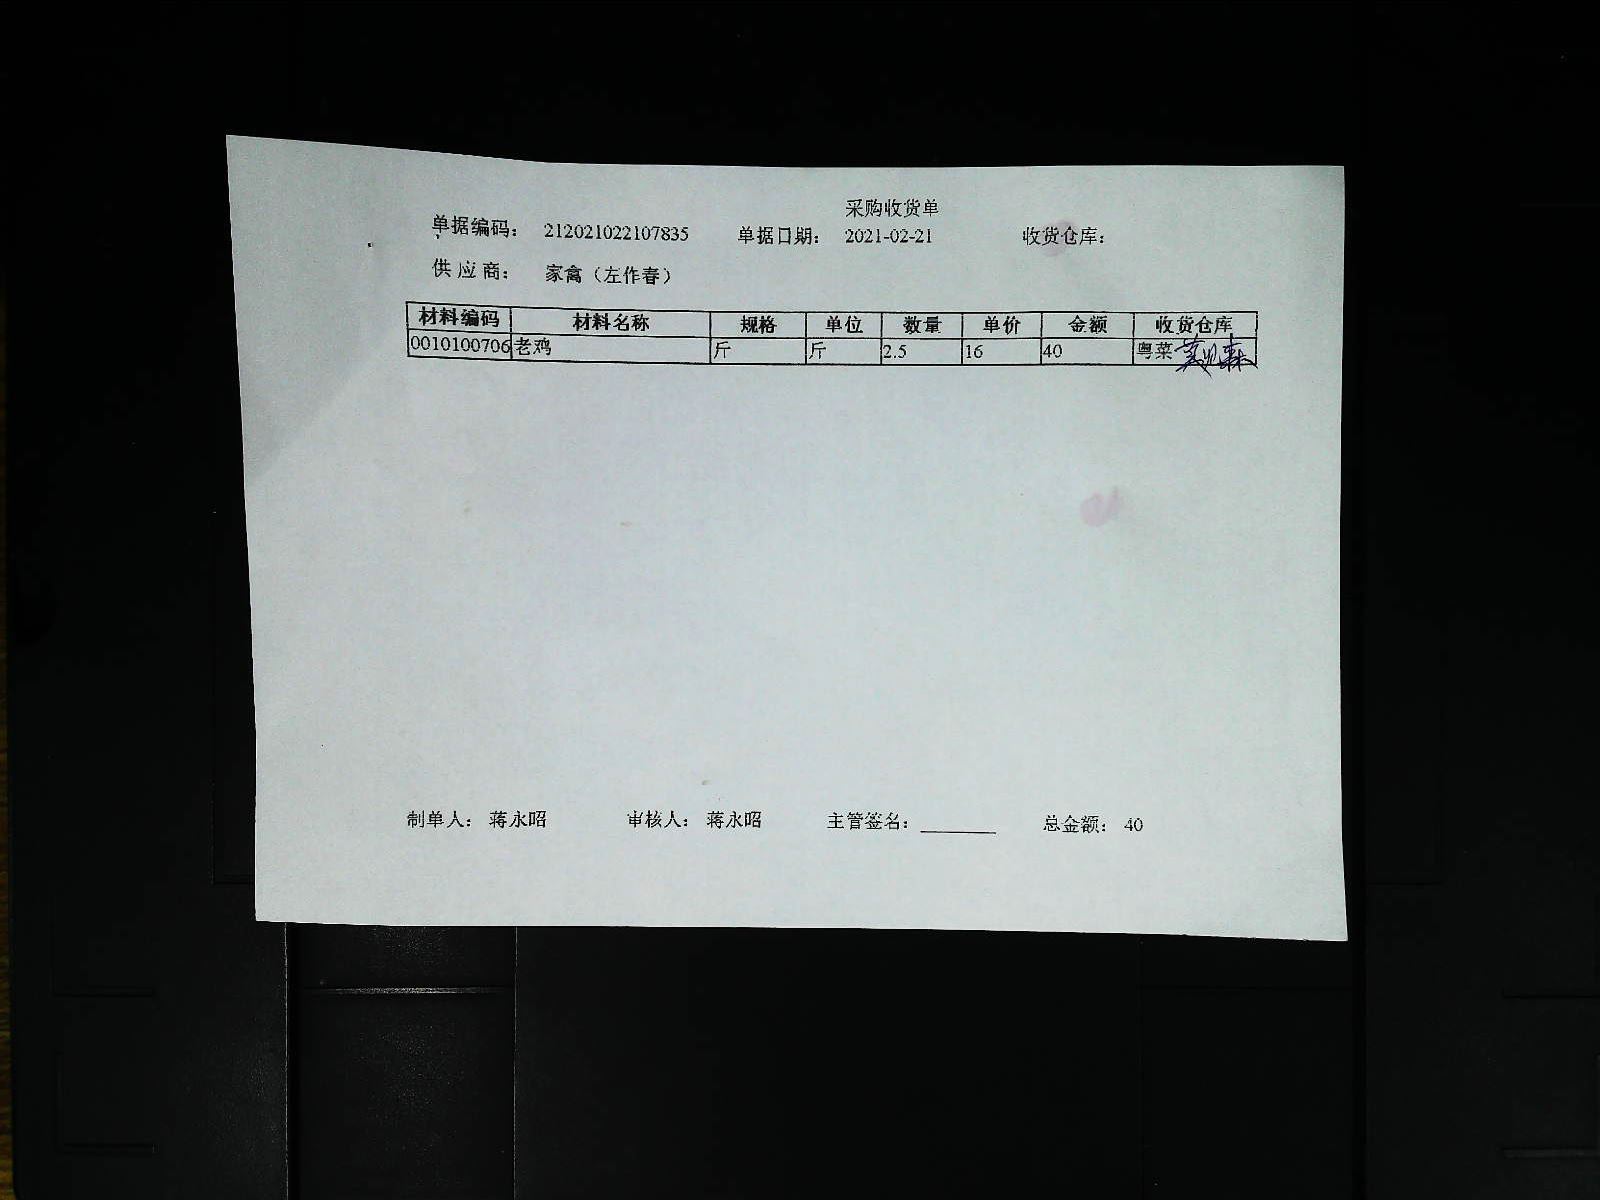 采购收货单
单据编码： 212021022107835 单据日期： 2021-02-21 收货仓库：
供应商： 家禽（左作春）
材料编码 材料名称 规格 单位 数量 单价 金额 收货仓库
0010100706 老鸡 斤 斤 2.5 16 40 粤菜
制单人： 蒋永昭 审核人： 蒋永昭 主管签名： 总金额： 40